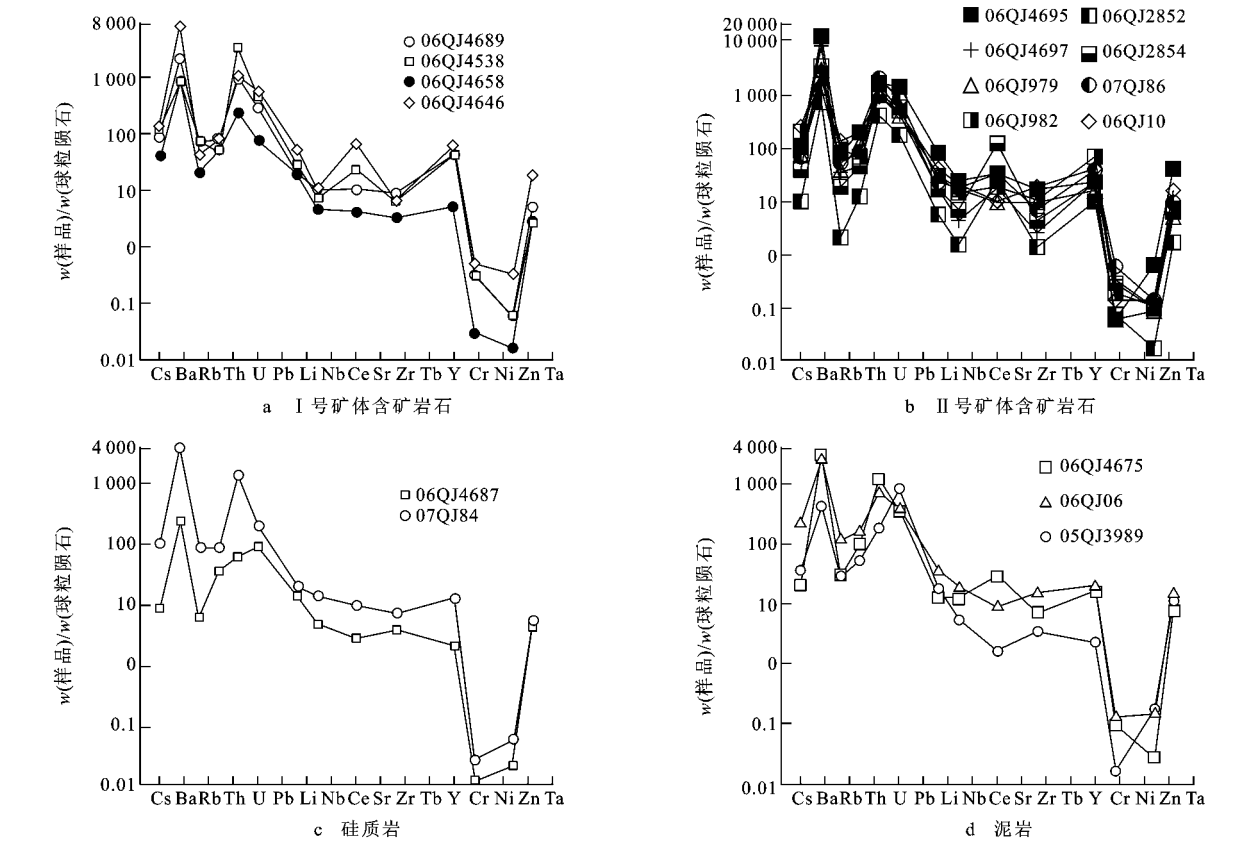 w(样品)/w(球粒陨石)
8 000
1 000
100
10
0
0.1
0.01
06QJ4689
06QJ4538
06QJ4658
06QJ4646
Cs Ba Rb Th U Pb Li Nb Ce Sr Zr Tb Y Cr Ni Zn Ta
a Ⅰ号矿体含矿岩石
w(样品)/w(球粒陨石)
20 000
10 000
1 000
100
10
0
0.1
0.01
06QJ4695 06QJ2852
06QJ4697 06QJ2854
06QJ979 07QJ86
06QJ982 06QJ10
Cs Ba Rb Th U Pb Li Nb Ce Sr Zr Tb Y Cr Ni Zn Ta
b Ⅱ号矿体含矿岩石
w(样品)/w(球粒陨石)
4 000
1 000
100
10
0
0.1
0.01
06QJ4687
07QJ84
Cs Ba Rb Th U Pb Li Nb Ce Sr Zr Tb Y Cr Ni Zn Ta
c 硅质岩
w(样品)/w(球粒陨石)
4 000
1 000
100
10
0
0.1
0.01
06QJ4675
06QJ06
05QJ3989
Cs Ba Rb Th U Pb Li Nb Ce Sr Zr Tb Y Cr Ni Zn Ta
d 泥岩